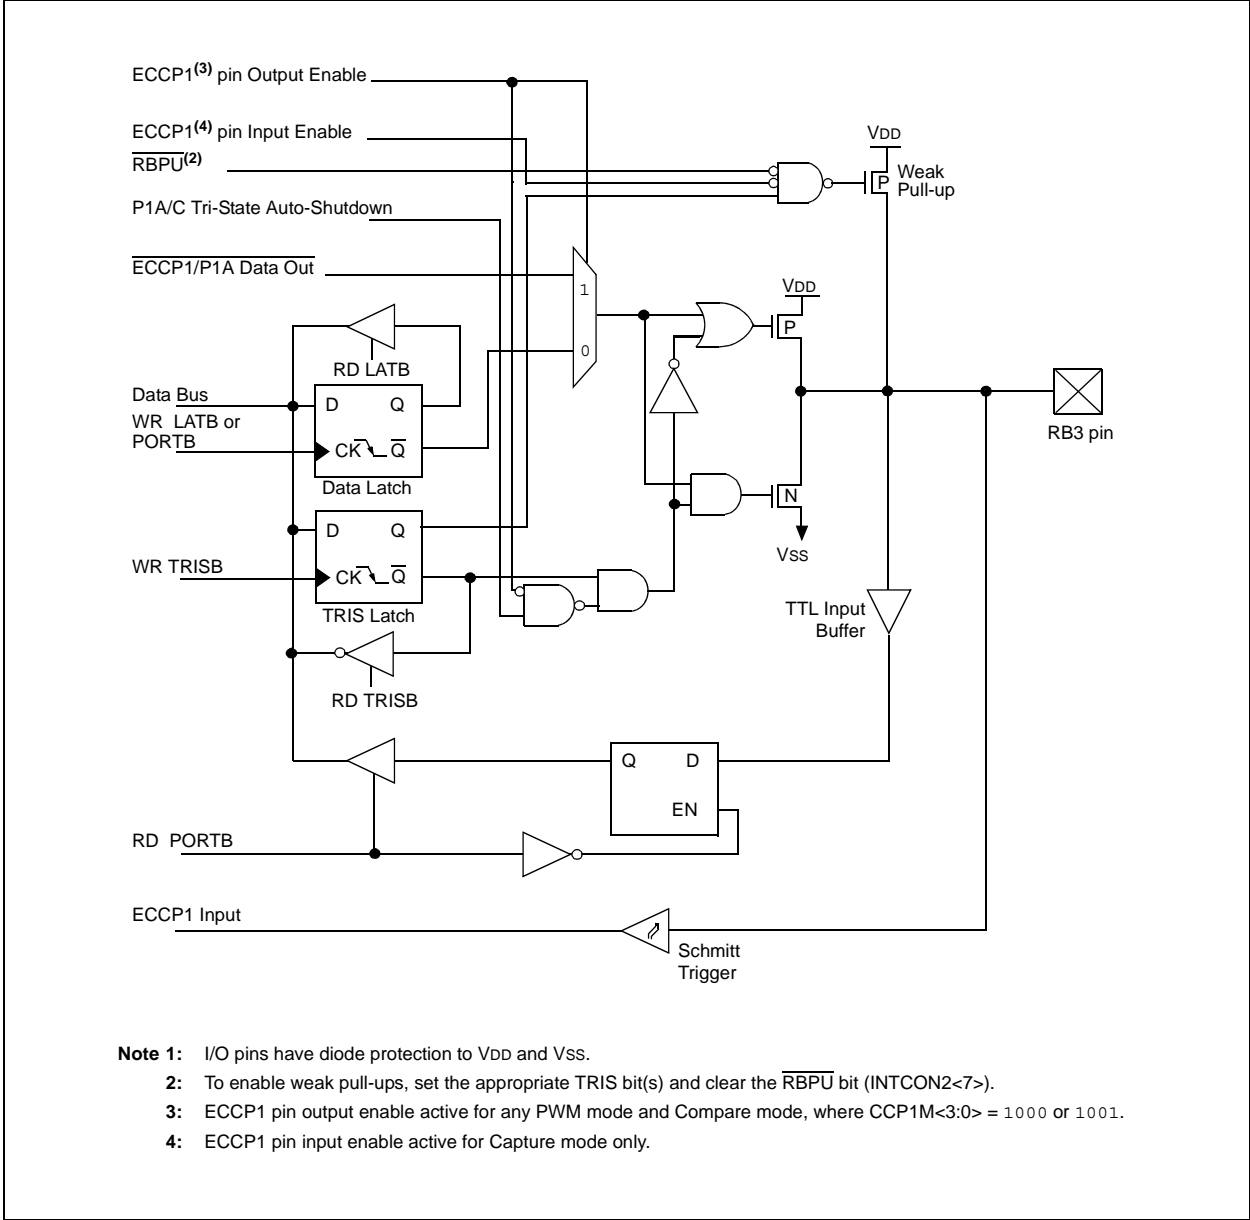 ECCP1(3) pin Output Enable
ECCP1(4) pin Input Enable
RBPU(2)
P1A/C Tri-State Auto-Shutdown
ECCP1/P1A Data Out
VDD
Weak
Pull-up
P
1
0
VDD
P
RD LATB
Data Bus
WR LATB or
PORTB
D Q
CK Q
Data Latch
RB3 pin
N
VSS
D Q
CK Q
TRIS Latch
WR TRISB
TTL Input
Buffer
RD TRISB
Q D
EN
RD PORTB
ECCP1 Input
Schmitt
Trigger
Note 1: I/O pins have diode protection to VDD and VSS.
2: To enable weak pull-ups, set the appropriate TRIS bit(s) and clear the RBPU bit (INTCON2<7>).
3: ECCP1 pin output enable active for any PWM mode and Compare mode, where CCP1M<3:0> = 1000 or 1001.
4: ECCP1 pin input enable active for Capture mode only.